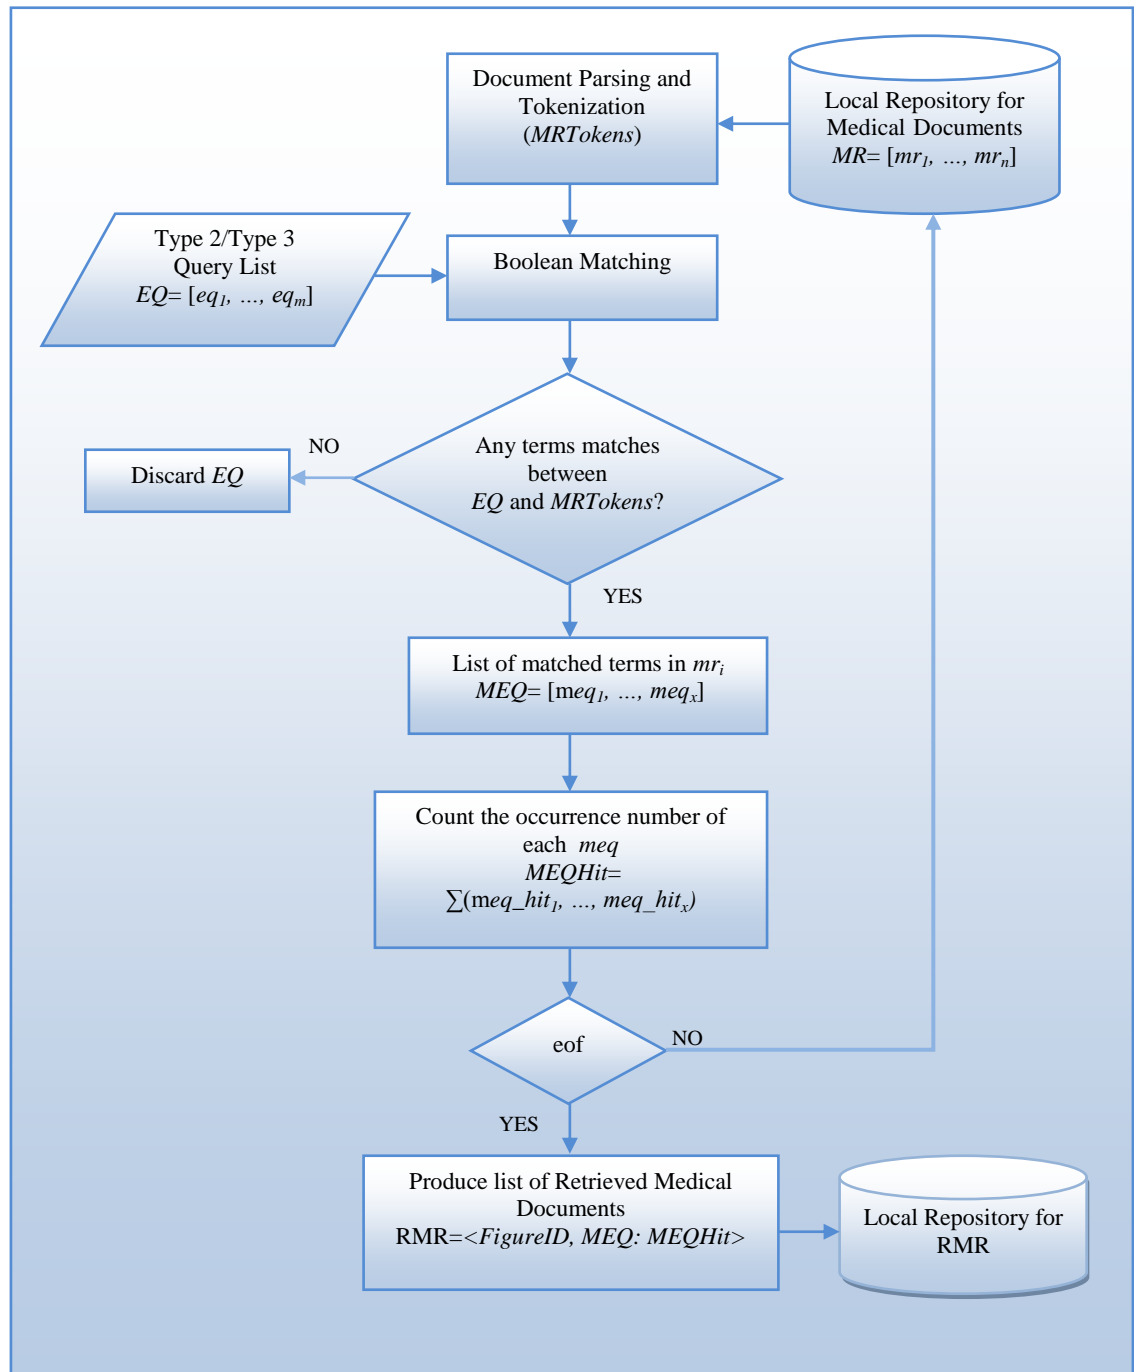 Document Parsing and
Tokenization
(MRTokens)
Local Repository for
Medical Documents
MR= [mr1, ..., mrn]
Type 2/Type 3
Query List
EQ= [eq1, ..., eqm]
Boolean Matching
Any terms matches
between
EQ and MRTokens?
NO
Discard EQ
YES
List of matched terms in mri
MEQ= [meq1, ..., meqx]
Count the occurrence number of
each meq
MEQHit=
∑(meq_hit1, ..., meq_hitx)
eof
NO
YES
Produce list of Retrieved Medical
Documents
RMR=<FigureID, MEQ: MEQHit>
Local Repository for
RMR